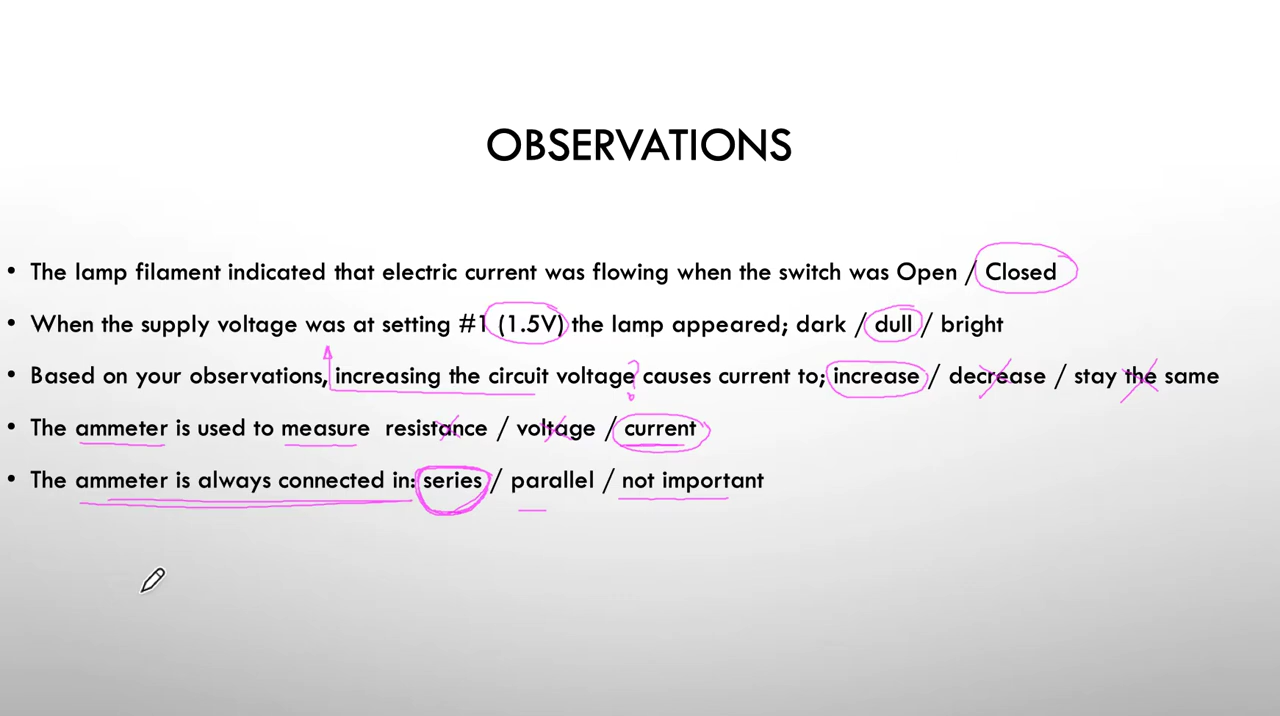 OBSERVATIONS
• The lamp filament indicated that electric current was flowing when the switch was Open / Closed
• When the supply voltage was at setting #1 (1.5V) the lamp appeared; dark / dull / bright
• Based on your observations, increasing the circuit voltage? causes current to; increase / decrease / stay the same
• The ammeter is used to measure resistance / voltage / current
• The ammeter is always connected in: series / parallel / not important